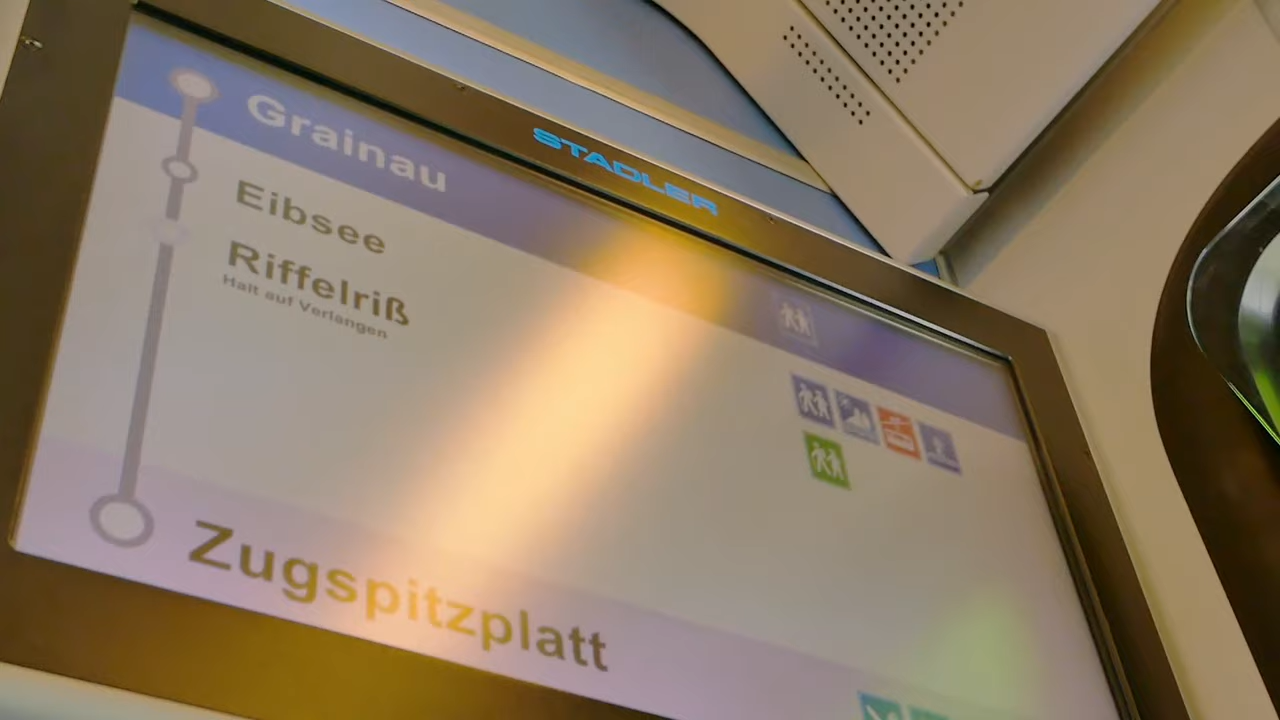 STADLER
Grainau
Eibsee
Riffelriß
Halt auf Verlangen
Zugspitzplatt